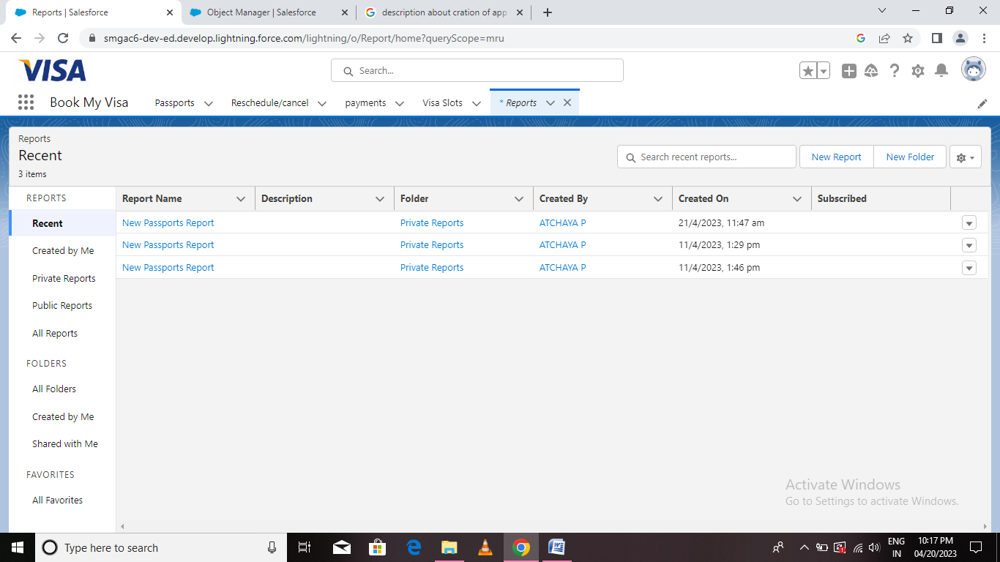 Reports | Salesforce
Object Manager | Salesforce
description about cration of app
smgac6-dev-ed.develop.lightning.force.com/lightning/o/Report/home?queryScope=mru
VISA
Search...
Book My Visa
Passports
Reschedule/cancel
payments
Visa Slots
* Reports
Reports
Recent
3 items
Search recent reports...
New Report
New Folder
REPORTS
Recent
Created by Me
Private Reports
Public Reports
All Reports
FOLDERS
All Folders
Created by Me
Shared with Me
FAVORITES
All Favorites
Report Name Description Folder Created By Created On Subscribed
New Passports Report Private Reports ATCHAYA P 21/4/2023, 11:47 am
New Passports Report Private Reports ATCHAYA P 11/4/2023, 1:29 pm
New Passports Report Private Reports ATCHAYA P 11/4/2023, 1:46 pm
Activate Windows
Go to Settings to activate Windows.
Type here to search
ENG
IN
10:17 PM
04/20/2023